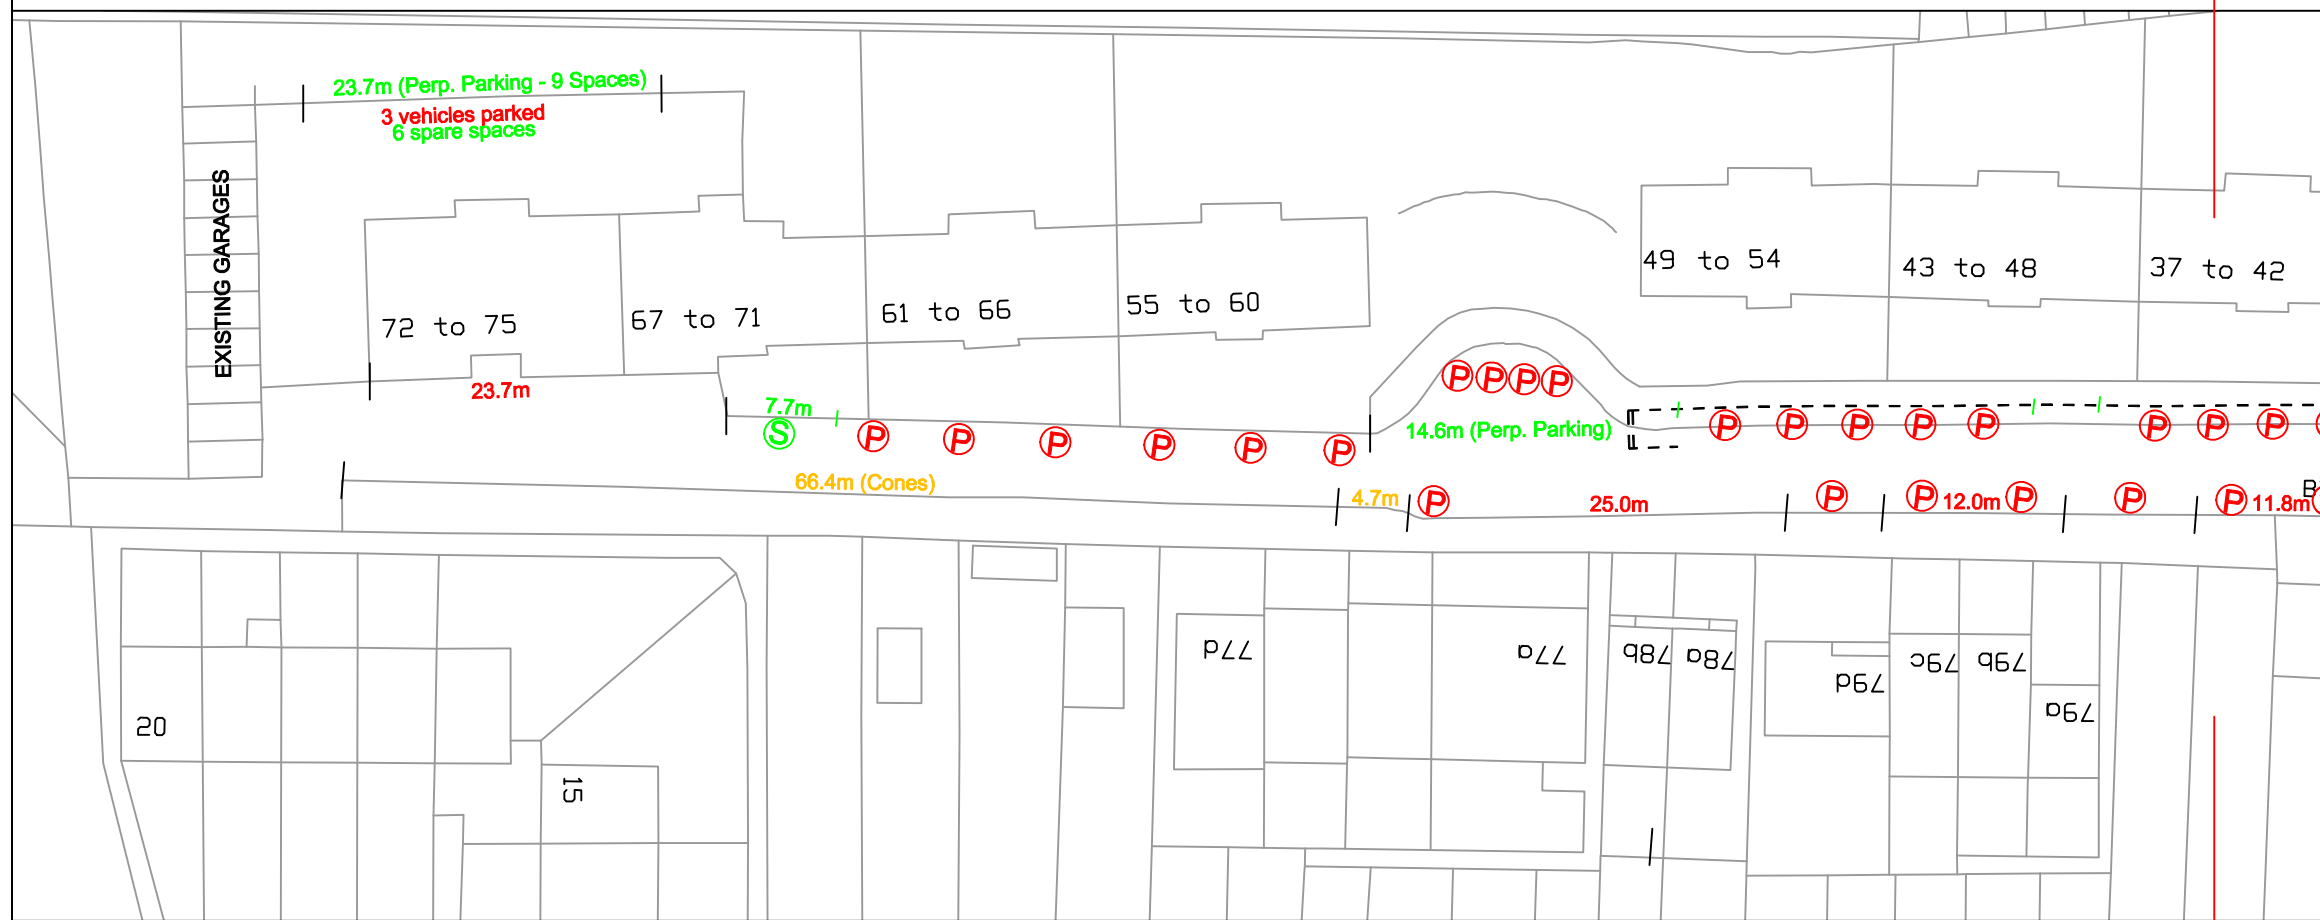 23.7m (Perp. Parking - 9 Spaces)
3 vehicles parked
6 spare spaces
EXISTING GARAGES
49 to 54
43 to 48
37 to 42
72 to 75
67 to 71
61 to 66
55 to 60
23.7m
7.7m
S
P
P
P
P
P
P
P P P P
14.6m (Perp. Parking)
P
P
P
P
P
P
P
P
P
66.4m (Cones)
4.7m
P
25.0m
P
P
12.0m
P
P
P
11.8m
B
77d
77a
78b
78a
79d
79c
79b
79a
20
15